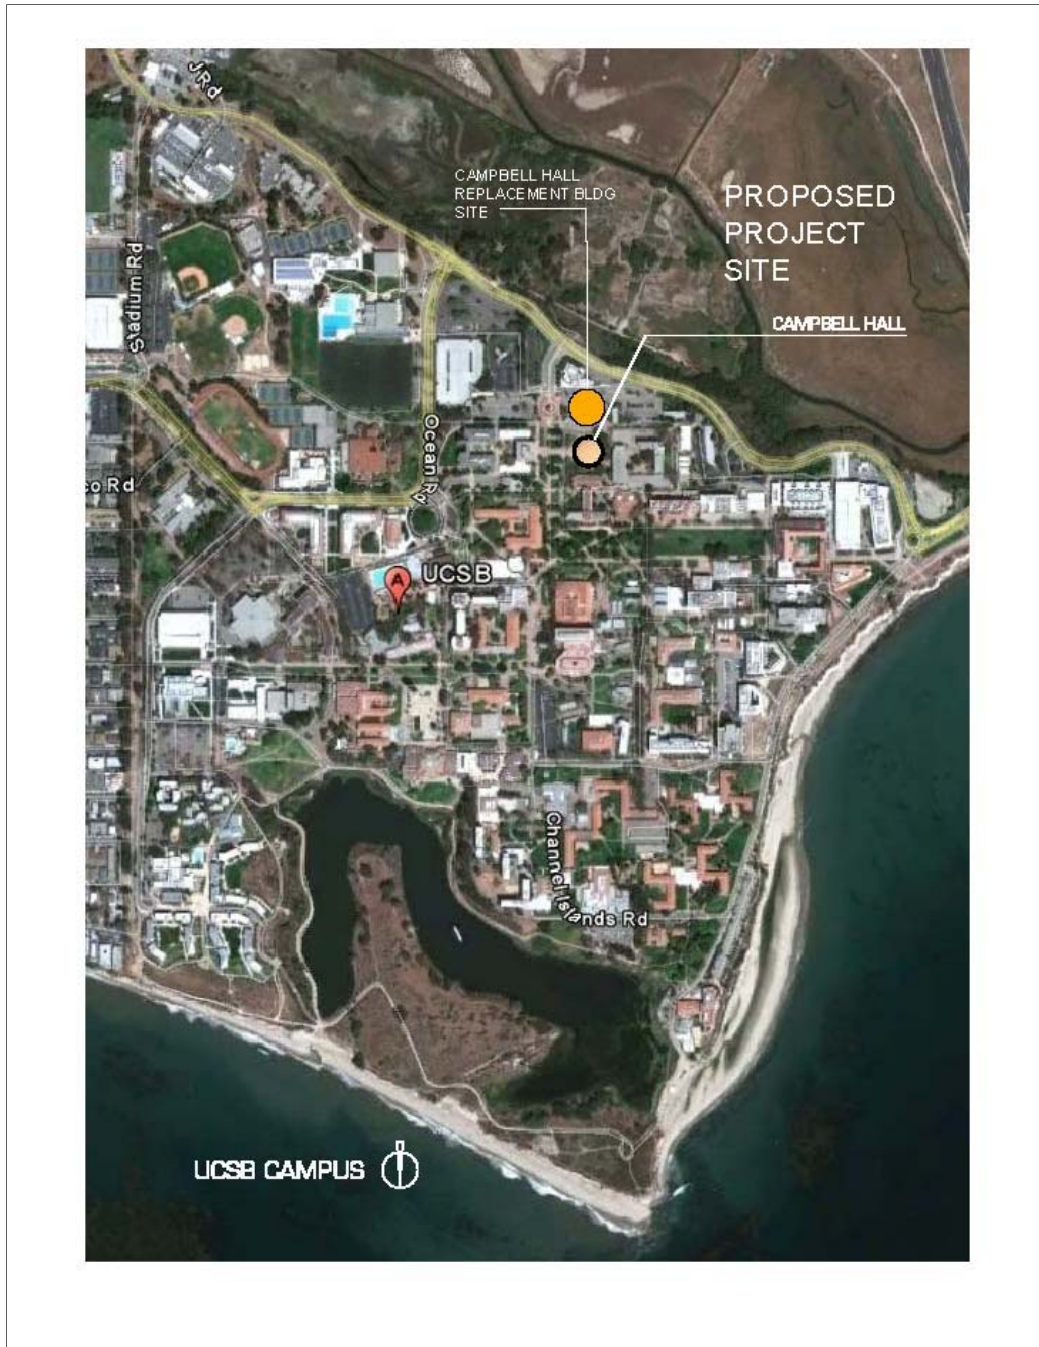 J Rd
CAMPBELL HALL
REPLACEMENT BLDG
SITE
PROPOSED
PROJECT
SITE
Stadium Rd
CAMPBELL HALL
Ocean Rd
co Rd
A
UCSB
Channel Islands Rd
UCSB CAMPUS